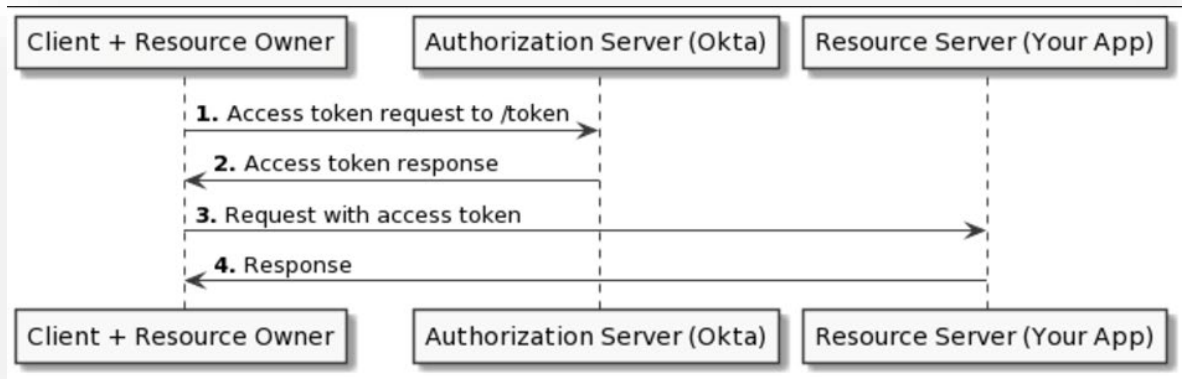 Client + Resource Owner
Authorization Server (Okta)
Resource Server (Your App)
1. Access token request to /token
2. Access token response
3. Request with access token
4. Response
Client + Resource Owner
Authorization Server (Okta)
Resource Server (Your App)